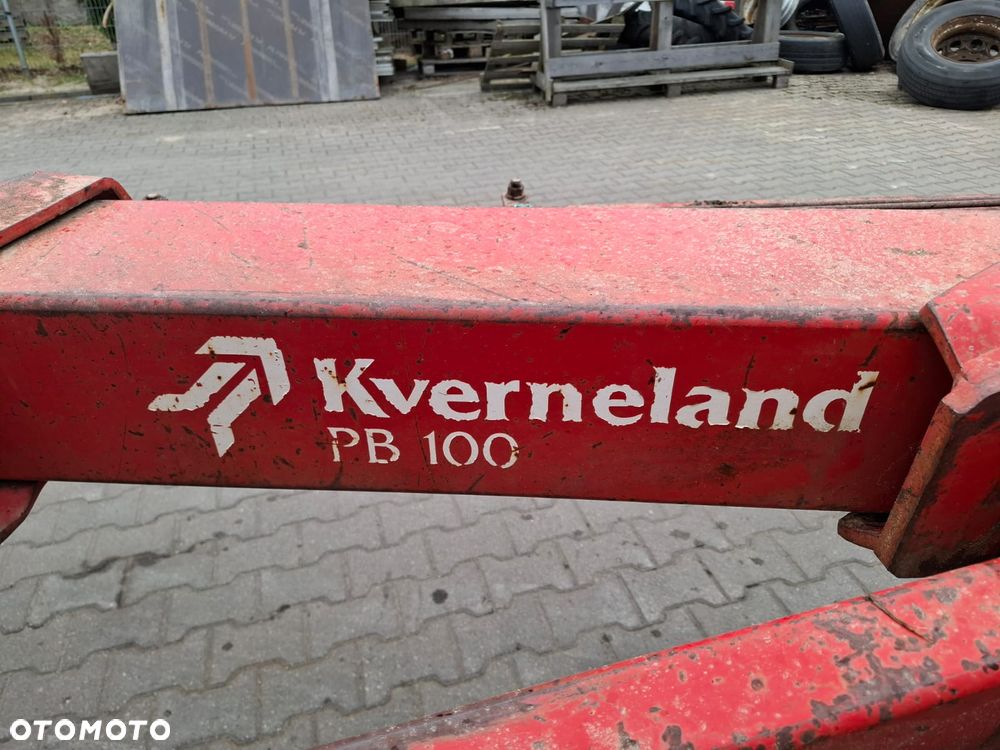 Kverneland
PB 100
OTOMOTO